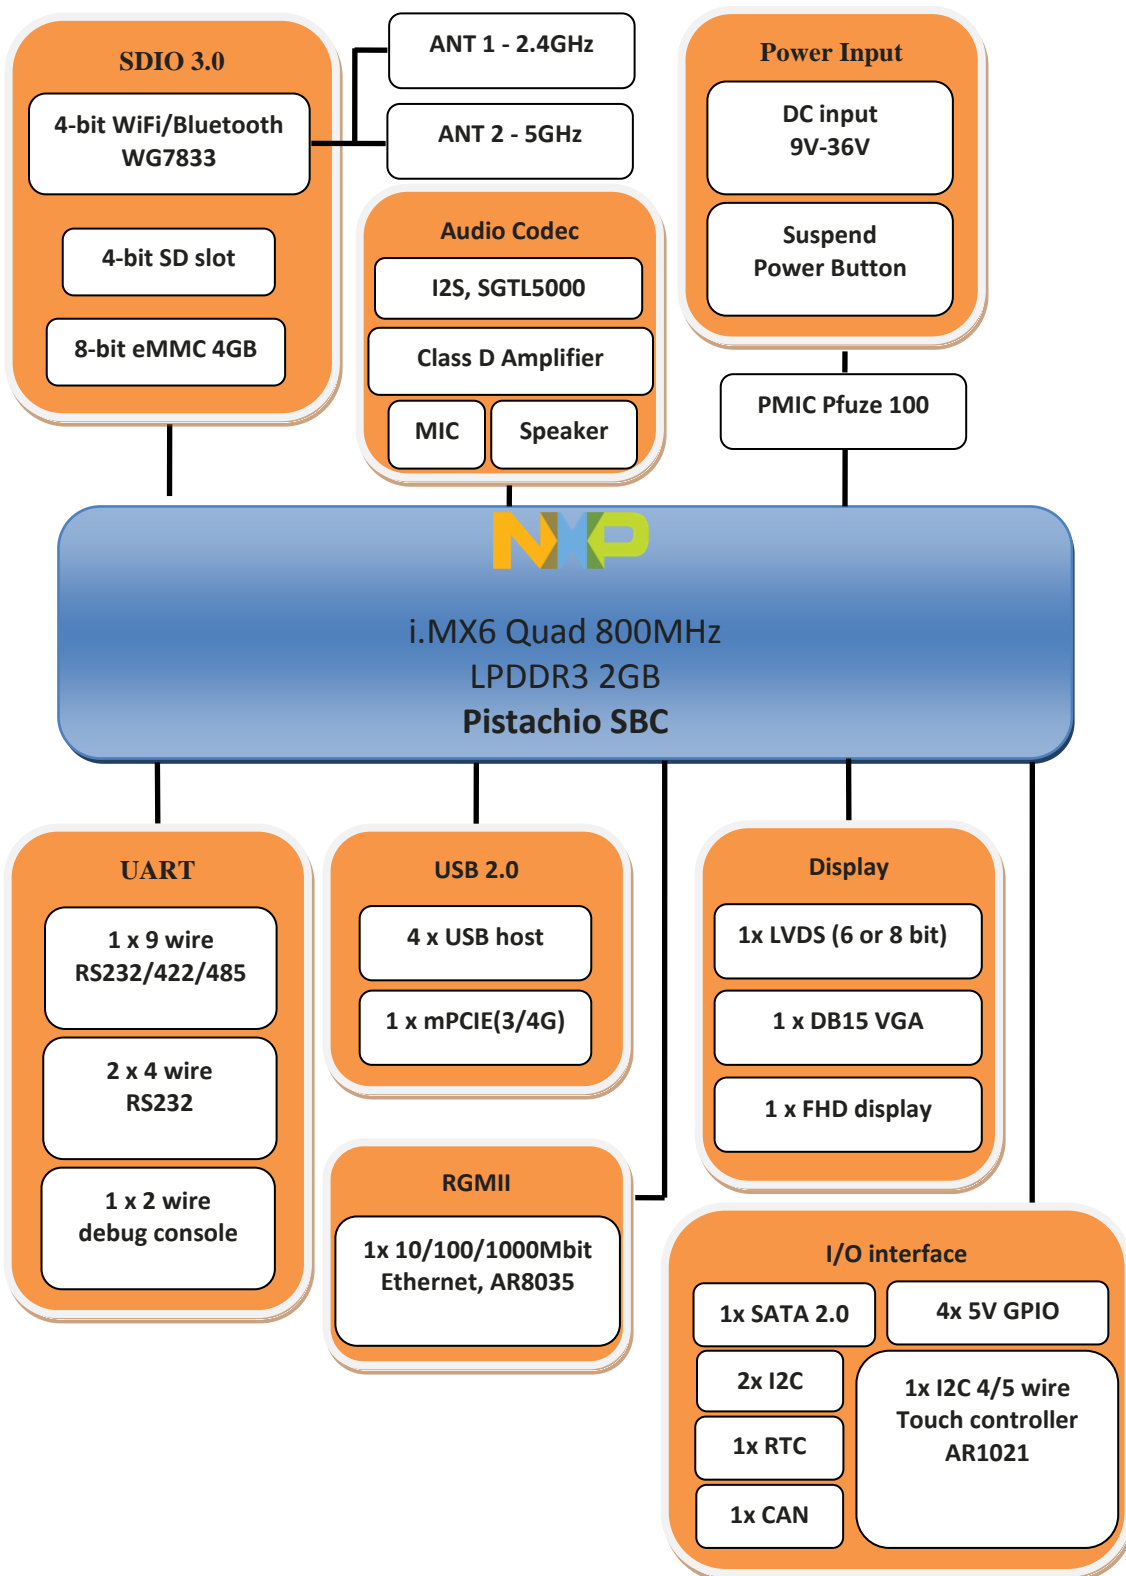 SDIO 3.0
4-bit WiFi/Bluetooth
WG7833
4-bit SD slot
8-bit eMMC 4GB
ANT 1 - 2.4GHz
ANT 2 - 5GHz
Audio Codec
I2S, SGTL5000
Class D Amplifier
MIC
Speaker
Power Input
DC input
9V-36V
Suspend
Power Button
PMIC Pfuze 100
NXP
i.MX6 Quad 800MHz
LPDDR3 2GB
Pistachio SBC
UART
1 x 9 wire
RS232/422/485
2 x 4 wire
RS232
1 x 2 wire
debug console
USB 2.0
4 x USB host
1 x mPCIE(3/4G)
RGMII
1x 10/100/1000Mbit
Ethernet, AR8035
Display
1x LVDS (6 or 8 bit)
1 x DB15 VGA
1 x FHD display
I/O interface
1x SATA 2.0
4x 5V GPIO
2x I2C
1x RTC
1x CAN
1x I2C 4/5 wire
Touch controller
AR1021